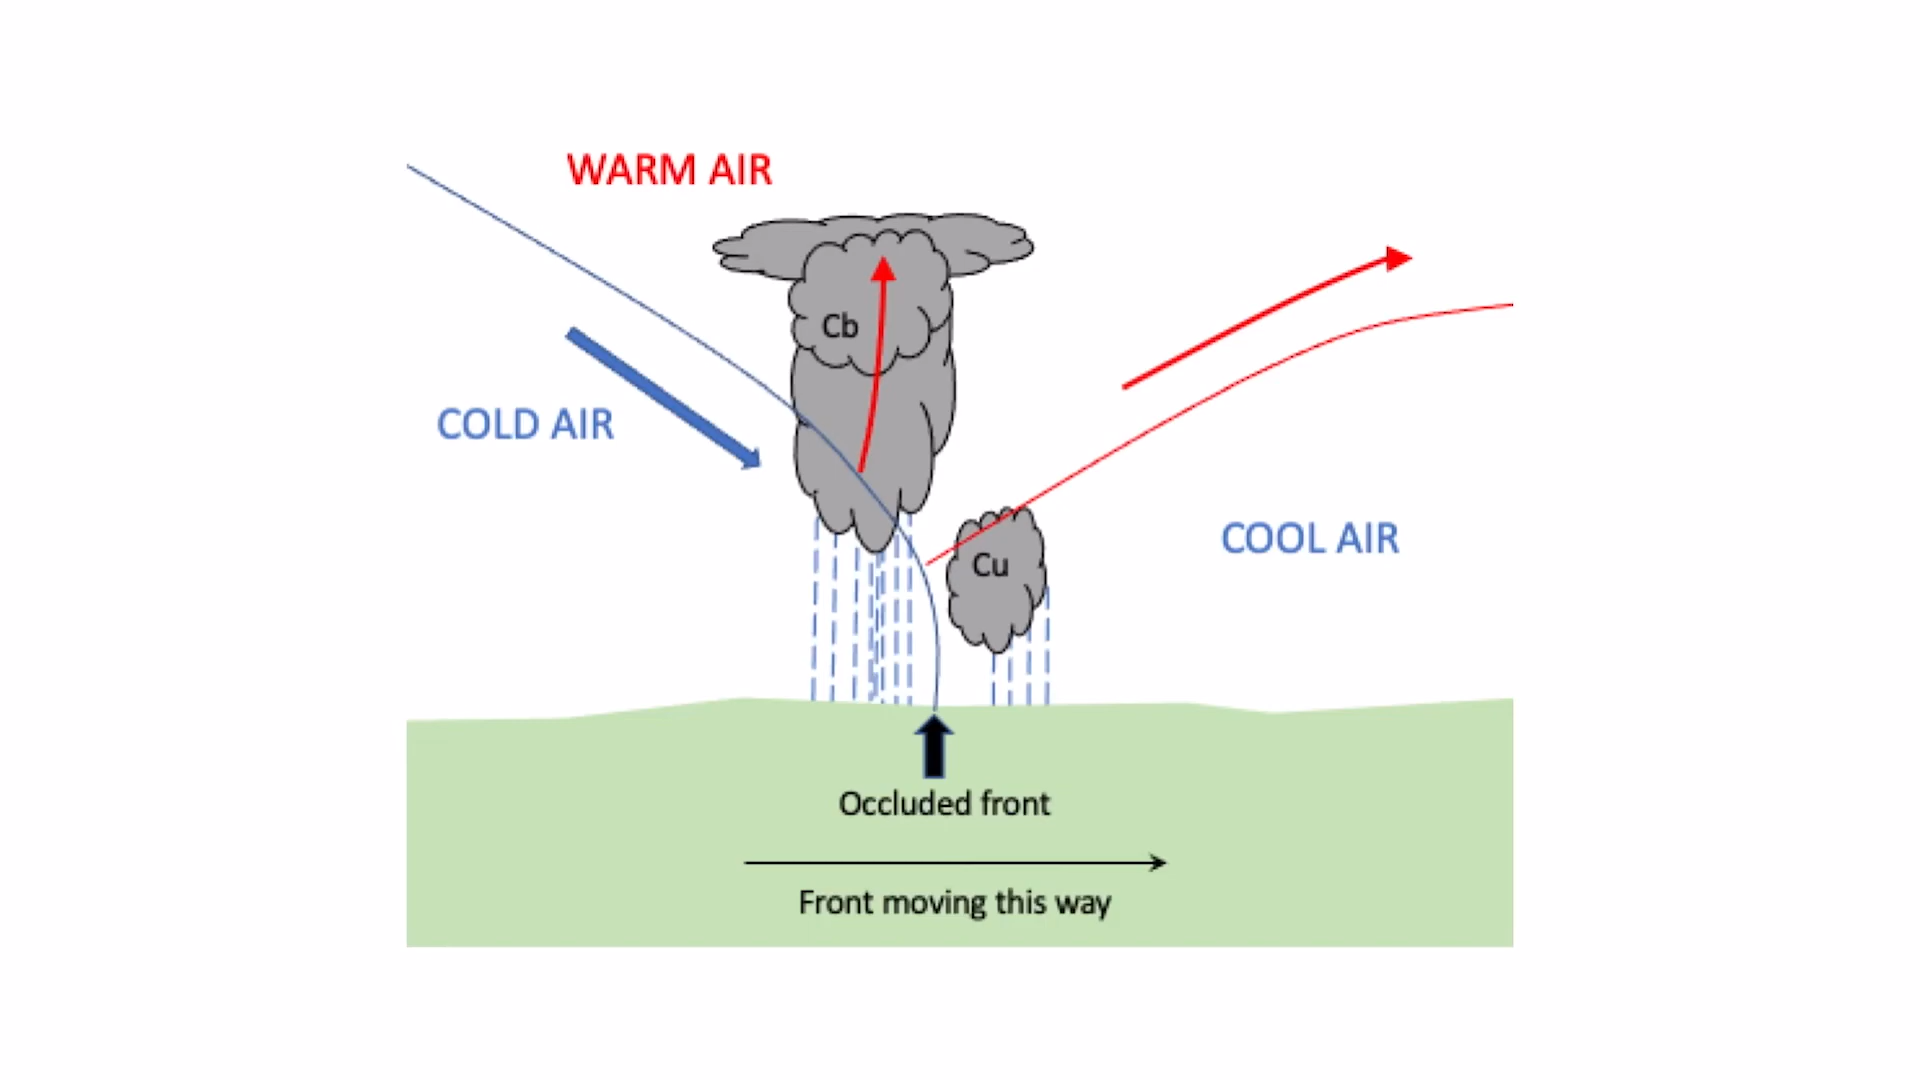 WARM AIR
Cb
COLD AIR
COOL AIR
Cu
Occluded front
Front moving this way